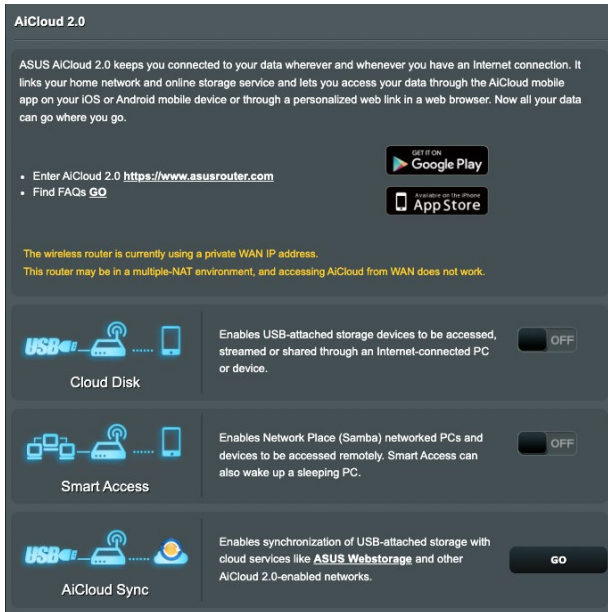 AiCloud 2.0
ASUS AiCloud 2.0 keeps you connected to your data wherever and whenever you have an Internet connection. It
links your home network and online storage service and lets you access your data through the AiCloud mobile
app on your iOS or Android mobile device or through a personalized web link in a web browser. Now all your data
can go where you go.
GET IT ON
Google Play
• Enter AiCloud 2.0 https://www.asusrouter.com
• Find FAQs GO
Available on the iPhone
App Store
The wireless router is currently using a private WAN IP address.
This router may be in a multiple-NAT environment, and accessing AiCloud from WAN does not work.
USB
Cloud Disk
Enables USB-attached storage devices to be accessed,
streamed or shared through an Internet-connected PC
or device.
OFF
Smart Access
Enables Network Place (Samba) networked PCs and
devices to be accessed remotely. Smart Access can
also wake up a sleeping PC.
OFF
USB
AiCloud Sync
Enables synchronization of USB-attached storage with
cloud services like ASUS Webstorage and other
AiCloud 2.0-enabled networks.
GO